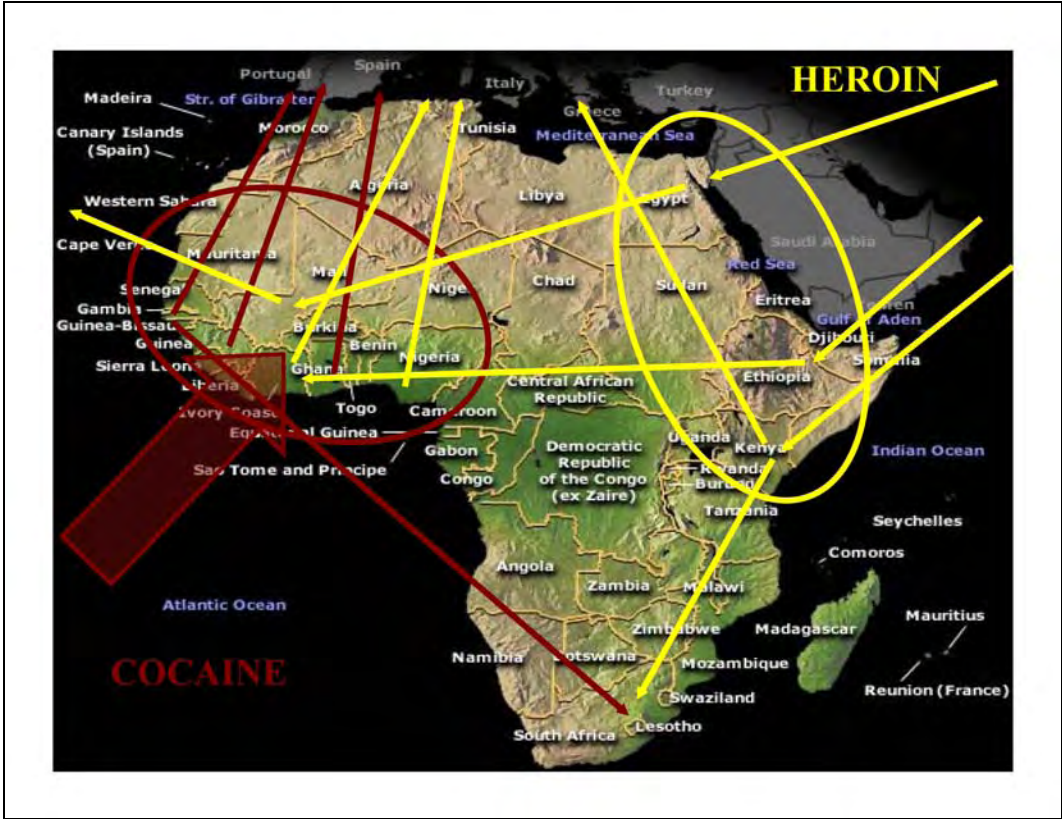 Portugal
Spain
Italy
HEROIN
Turkey
Greece
Madeira
Str. of Gibralter
Morocco
Tunisia
Mediterranean Sea
Canary Islands
(Spain)
Algeria
Libya
Egypt
Western Sahara
Cape Ver
Mauritania
Saudi Arabia
Mali
Niger
Chad
Sudan
Red Sea
Senegal
Gambia
Eritrea
Yemen
Gulf of Aden
Guinea-Bissau
Burkina
Djibouti
Guinea
Benin
Nigeria
Somalia
Sierra Leone
Ghana
Ethiopia
Liberia
Central African
Republic
Ivory Coast
Togo
Cameroon
Equatorial Guinea
Uganda
Kenya
Gabon
Democratic
Republic
of the Congo
(ex Zaire)
Indian Ocean
Sao Tome and Principe
Congo
Rwanda
Burundi
Tanzania
Seychelles
Comoros
Angola
Zambia
Malawi
Atlantic Ocean
Mauritius
Zimbabwe
Madagascar
COCAINE
Namibia
Botswana
Mozambique
Swaziland
Reunion (France)
Lesotho
South Africa